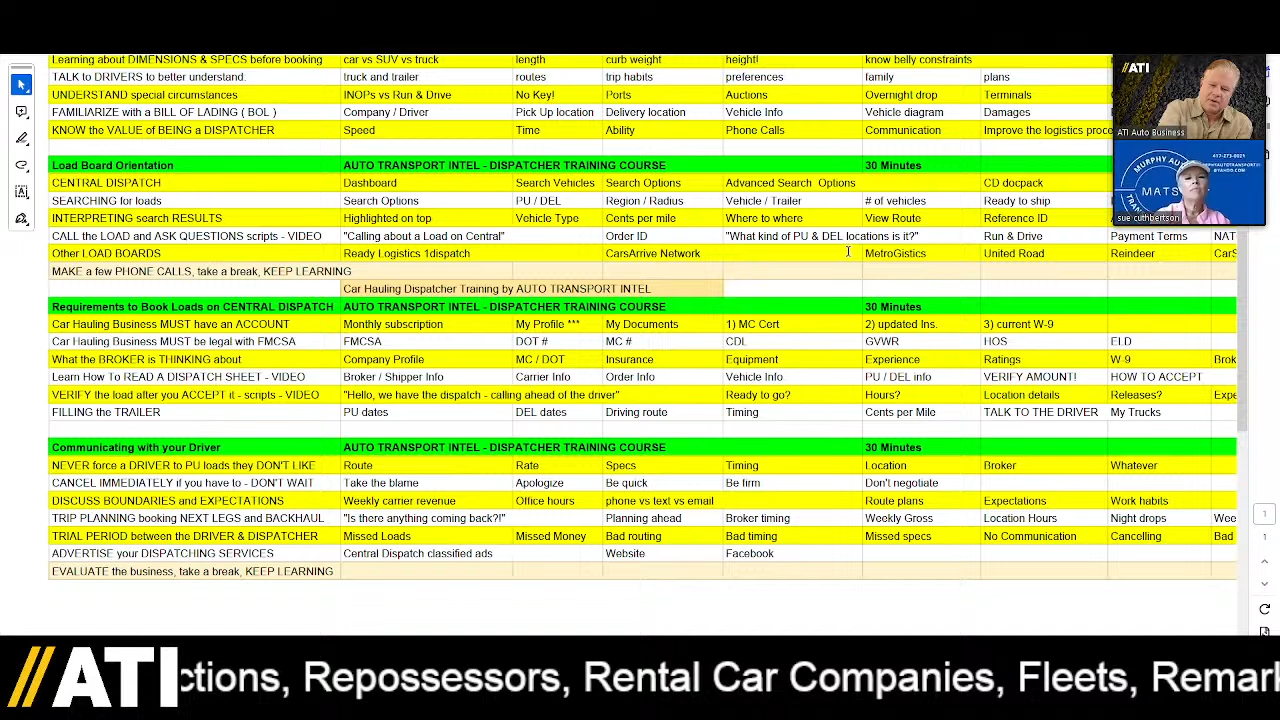 Learning about DIMENSIONS & SPECS before booking car vs SUV vs truck length curb weight height! know belly constraints
TALK to DRIVERS to better understand. truck and trailer routes trip habits preferences family plans
UNDERSTAND special circumstances INOPs vs Run & Drive No Key! Ports Auctions Overnight drop Terminals
FAMILIARIZE with a BILL OF LADING ( BOL ) Company / Driver Pick Up location Delivery location Vehicle Info Vehicle diagram Damages
KNOW the VALUE of BEING a DISPATCHER Speed Time Ability Phone Calls Communication Improve the logistics proce
Load Board Orientation AUTO TRANSPORT INTEL - DISPATCHER TRAINING COURSE 30 Minutes
CENTRAL DISPATCH Dashboard Search Vehicles Search Options Advanced Search Options CD docpack
SEARCHING for loads Search Options PU / DEL Region / Radius Vehicle / Trailer # of vehicles Ready to ship
INTERPRETING search RESULTS Highlighted on top Vehicle Type Cents per mile Where to where View Route Reference ID
CALL the LOAD and ASK QUESTIONS scripts - VIDEO "Calling about a Load on Central" Order ID "What kind of PU & DEL locations is it?" Run & Drive Payment Terms NAT
Other LOAD BOARDS Ready Logistics 1dispatch CarsArrive Network MetroGistics United Road Reindeer CarS
MAKE a few PHONE CALLS, take a break, KEEP LEARNING
Car Hauling Dispatcher Training by AUTO TRANSPORT INTEL
Requirements to Book Loads on CENTRAL DISPATCH AUTO TRANSPORT INTEL - DISPATCHER TRAINING COURSE 30 Minutes
Car Hauling Business MUST have an ACCOUNT Monthly subscription My Profile *** My Documents 1) MC Cert 2) updated Ins. 3) current W-9
Car Hauling Business MUST be legal with FMCSA FMCSA DOT # MC # CDL GVWR HOS ELD
What the BROKER is THINKING about Company Profile MC / DOT Insurance Equipment Experience Ratings W-9 Brok
Learn How To READ A DISPATCH SHEET - VIDEO Broker / Shipper Info Carrier Info Order Info Vehicle Info PU / DEL info VERIFY AMOUNT! HOW TO ACCEPT
VERIFY the load after you ACCEPT it - scripts - VIDEO "Hello, we have the dispatch - calling ahead of the driver" Ready to go? Hours? Location details Releases? Expe
FILLING the TRAILER PU dates DEL dates Driving route Timing Cents per Mile TALK TO THE DRIVER My Trucks
Communicating with your Driver AUTO TRANSPORT INTEL - DISPATCHER TRAINING COURSE 30 Minutes
NEVER force a DRIVER to PU loads they DON'T LIKE Route Rate Specs Timing Location Broker Whatever
CANCEL IMMEDIATELY if you have to - DON'T WAIT Take the blame Apologize Be quick Be firm Don't negotiate
DISCUSS BOUNDARIES and EXPECTATIONS Weekly carrier revenue Office hours phone vs text vs email Route plans Expectations Work habits
TRIP PLANNING booking NEXT LEGS and BACKHAUL "Is there anything coming back?!" Planning ahead Broker timing Weekly Gross Location Hours Night drops Wee
TRIAL PERIOD between the DRIVER & DISPATCHER Missed Loads Missed Money Bad routing Bad timing Missed specs No Communication Cancelling Bad
ADVERTISE your DISPATCHING SERVICES Central Dispatch classified ads Website Facebook
EVALUATE the business, take a break, KEEP LEARNING
//ATI
ATI Auto Business
417-273-0021
@YAHOO.COM
MURPHY AU
MATS
sue cuthbertson
1
1
//ATI ctions, Repossessors, Rental Car Companies, Fleets, Remark